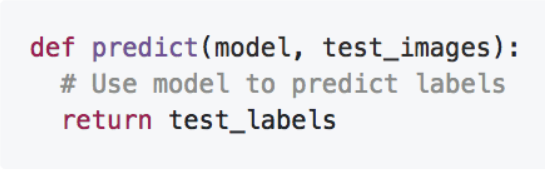 def predict(model, test_images):
  # Use model to predict labels
  return test_labels